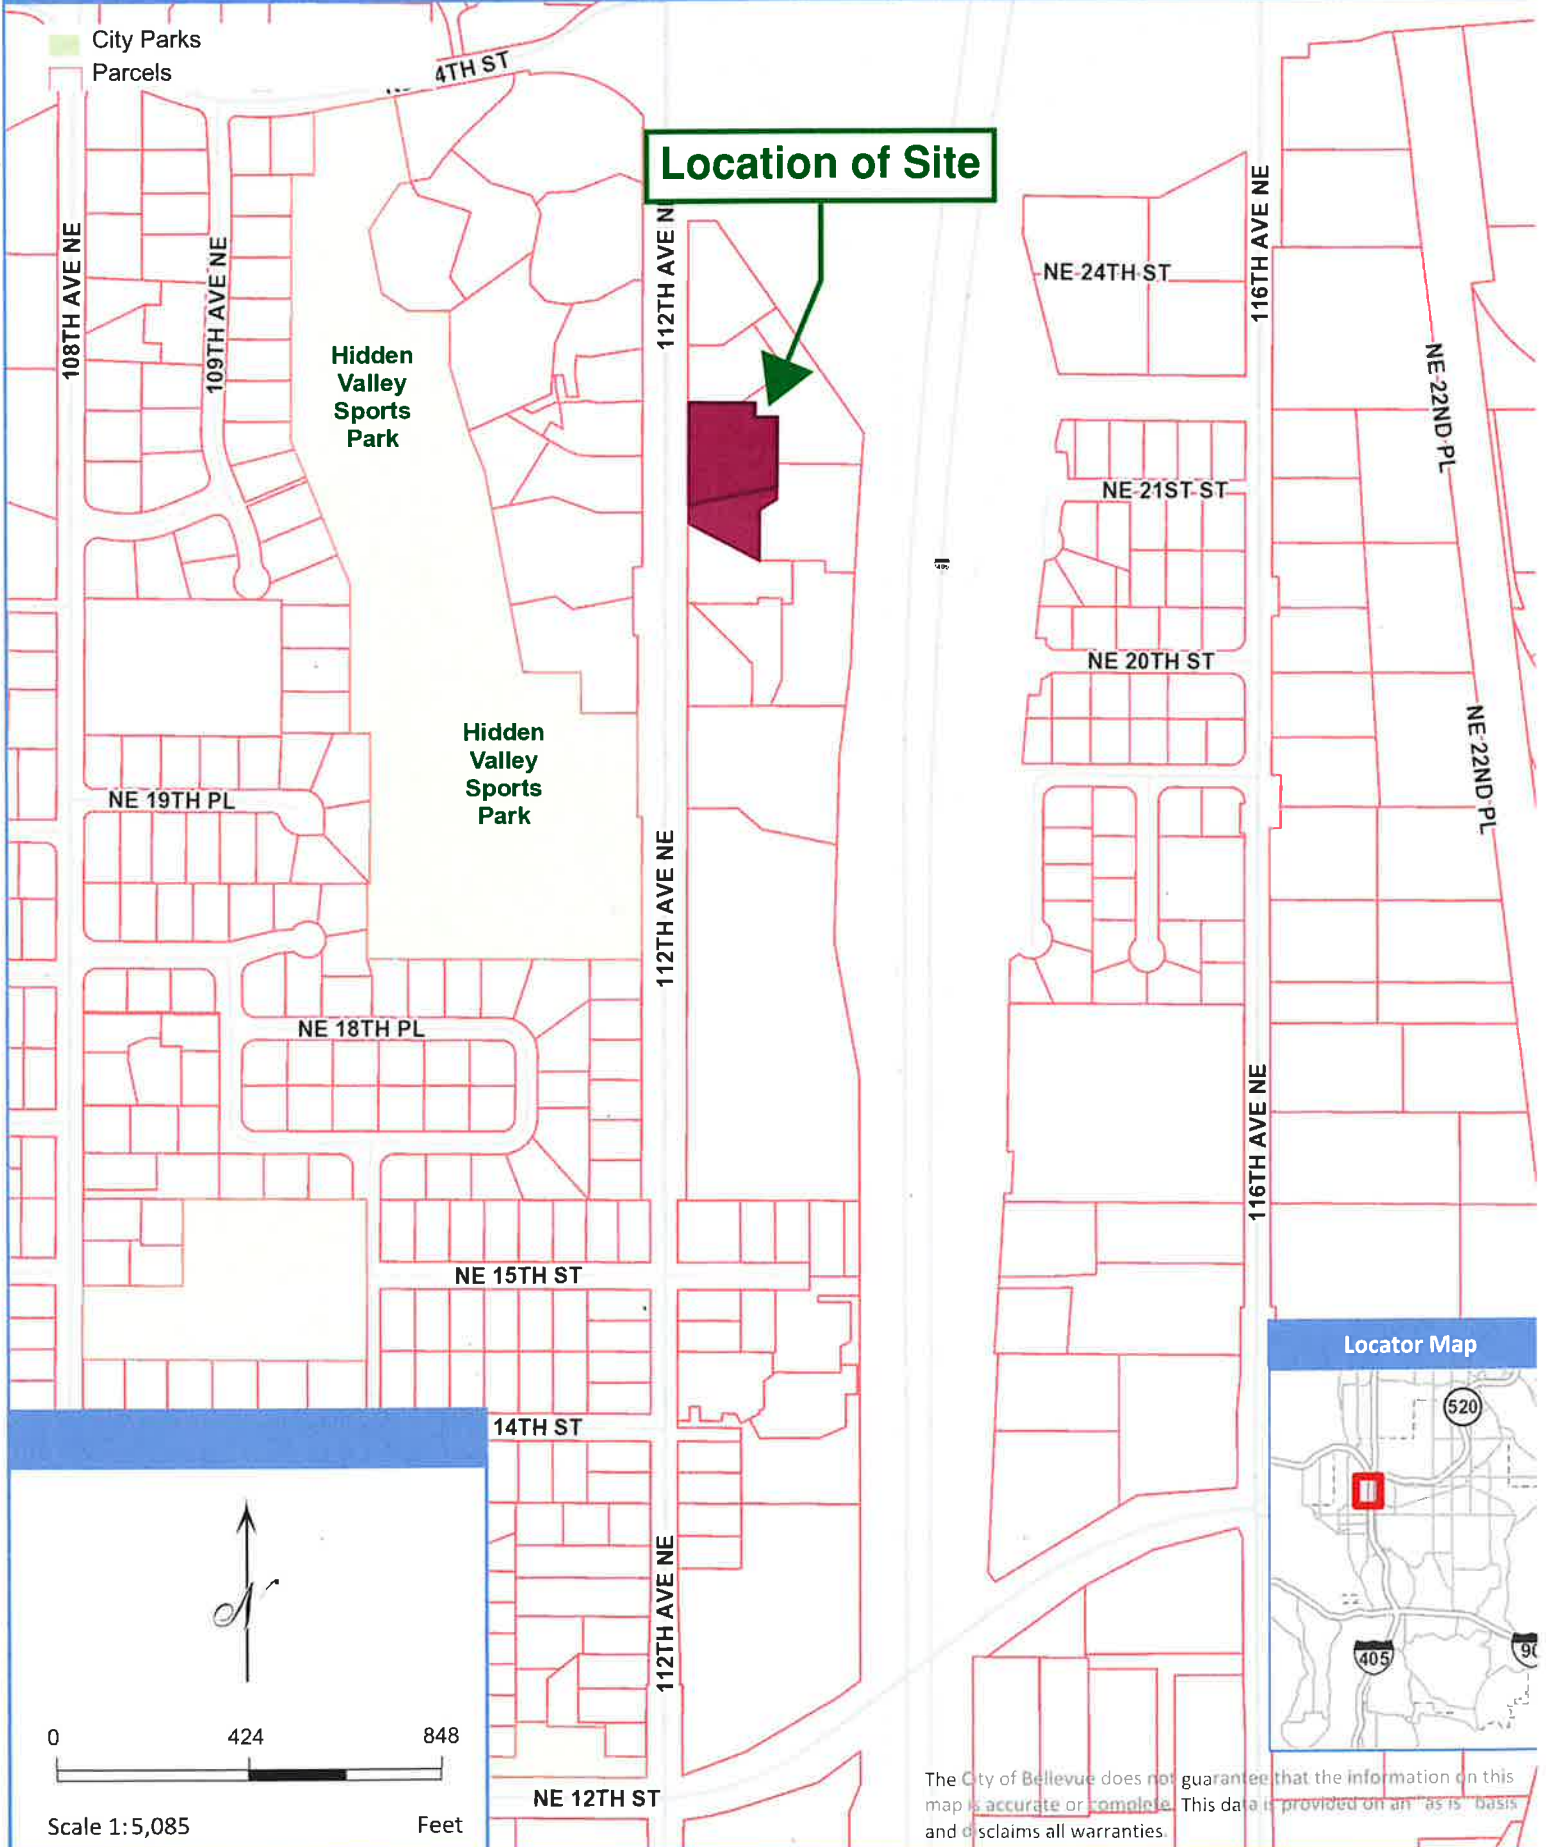 City Parks
Parcels
4TH ST
Location of Site
108TH AVE NE
109TH AVE NE
112TH AVE NE
116TH AVE NE
NE 24TH ST
Hidden
Valley
Sports
Park
NE 22ND PL
NE 21ST ST
NE 20TH ST
Hidden
Valley
Sports
Park
NE 22ND PL
NE 19TH PL
112TH AVE NE
NE 18TH PL
116TH AVE NE
NE 15TH ST
14TH ST
112TH AVE NE
NE 12TH ST
Locator Map
520
405
90
N
0 424 848
Scale 1:5,085 Feet
The City of Bellevue does not guarantee that the information on this
map is accurate or complete. This data is provided on an "as is" basis
and disclaims all warranties.